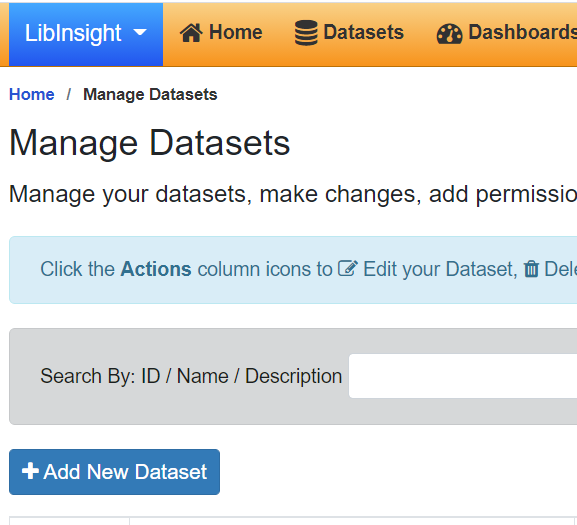 LibInsight Home Datasets Dashboards
Home / Manage Datasets
Manage Datasets
Manage your datasets, make changes, add permissio
Click the Actions column icons to Edit your Dataset, Dele
Search By: ID / Name / Description
Add New Dataset